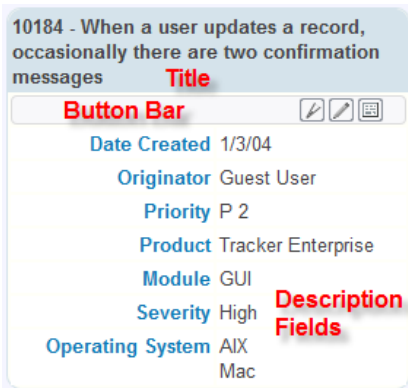 10184 - When a user updates a record,
occasionally there are two confirmation
messages
Title
Button Bar
Date Created 1/3/04
Originator Guest User
Priority P 2
Product Tracker Enterprise
Module GUI
Severity High
Description
Fields
Operating System AIX
Mac